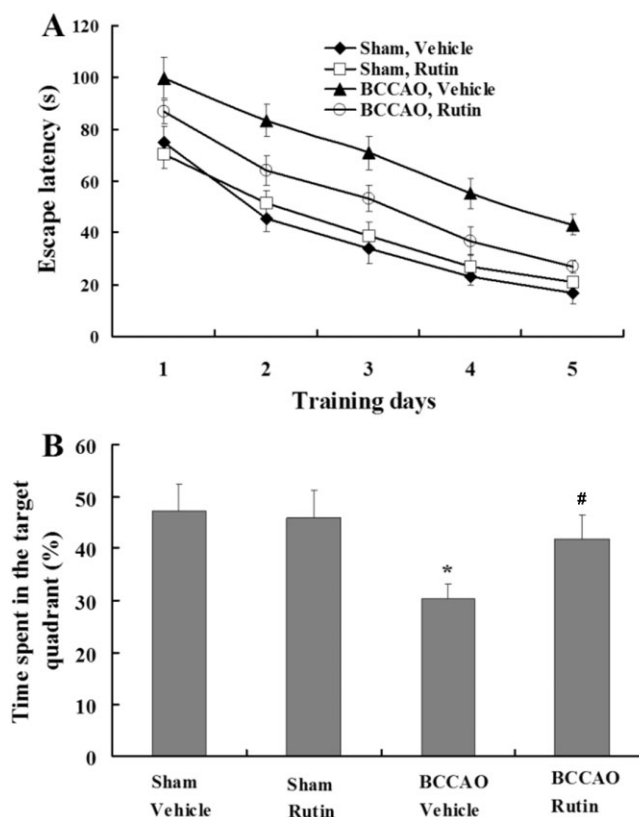 A
120
100
80
60
40
20
0
Escape latency (s)
Sham, Vehicle
Sham, Rutin
BCCAO, Vehicle
BCCAO, Rutin
1 2 3 4 5
Training days
B
60
50
40
30
20
10
0
Time spent in the target
quadrant (%)
*
#
Sham
Vehicle
Sham
Rutin
BCCAO
Vehicle
BCCAO
Rutin